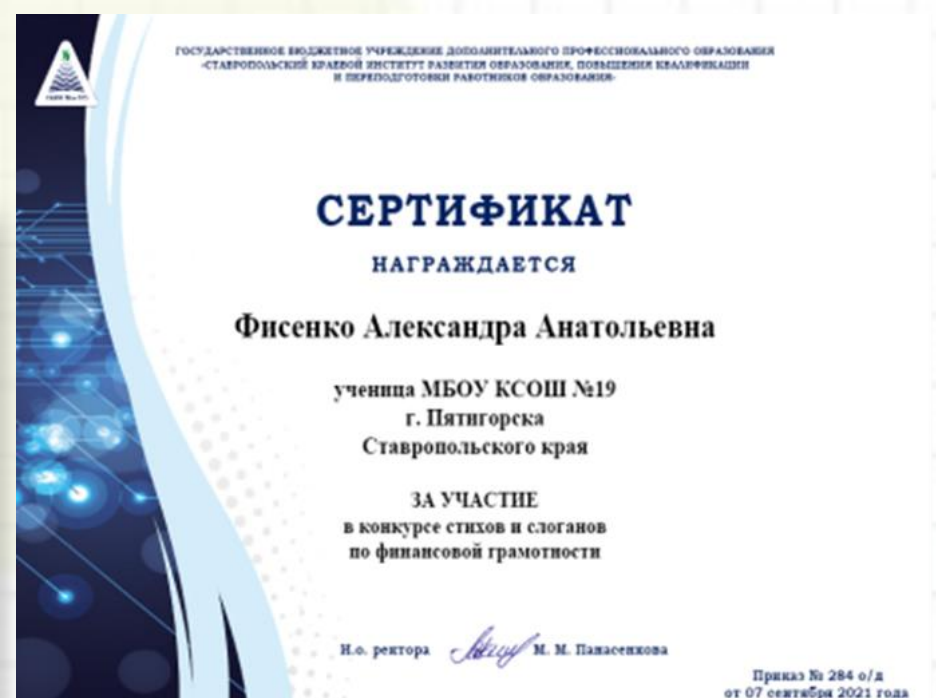 ГОСУДАРСТВЕННОЕ БЮДЖЕТНОЕ УЧРЕЖДЕНИЕ ДОПОЛНИТЕЛЬНОГО ПРОФЕССИОНАЛЬНОГО ОБРАЗОВАНИЯ
«СТАВРОПОЛЬСКИЙ КРАЕВОЙ ИНСТИТУТ РАЗВИТИЯ ОБРАЗОВАНИЯ, ПОВЫШЕНИЯ КВАЛИФИКАЦИИ
И ПЕРЕПОДГОТОВКИ РАБОТНИКОВ ОБРАЗОВАНИЯ»
СЕРТИФИКАТ
НАГРАЖДАЕТСЯ
Фисенко Александра Анатольевна
ученица МБОУ КСОШ №19
г. Пятигорска
Ставропольского края
ЗА УЧАСТИЕ
в конкурсе стихов и слоганов
по финансовой грамотности
И.о. ректора М. М. Панасенкова
Приказ № 284 о/д
от 07 сентября 2021 года